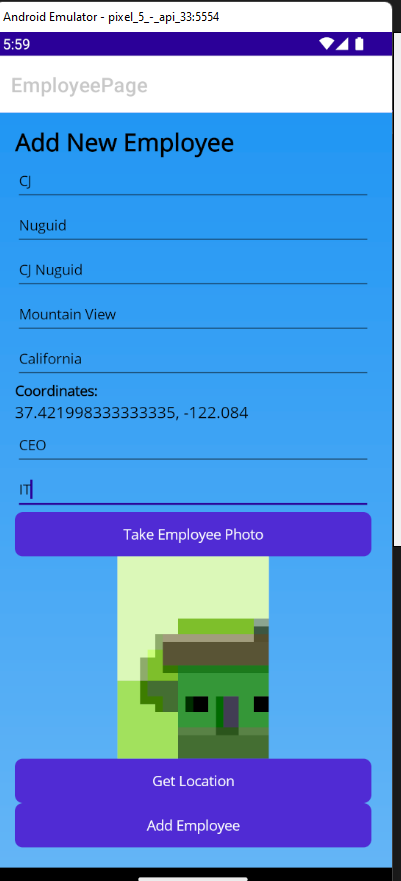 Android Emulator - pixel_5_-_api_33:5554
5:59
EmployeePage
Add New Employee
CJ
Nuguid
CJ Nuguid
Mountain View
California
Coordinates:
37.421998333333335, -122.084
CEO
IT
Take Employee Photo
Get Location
Add Employee